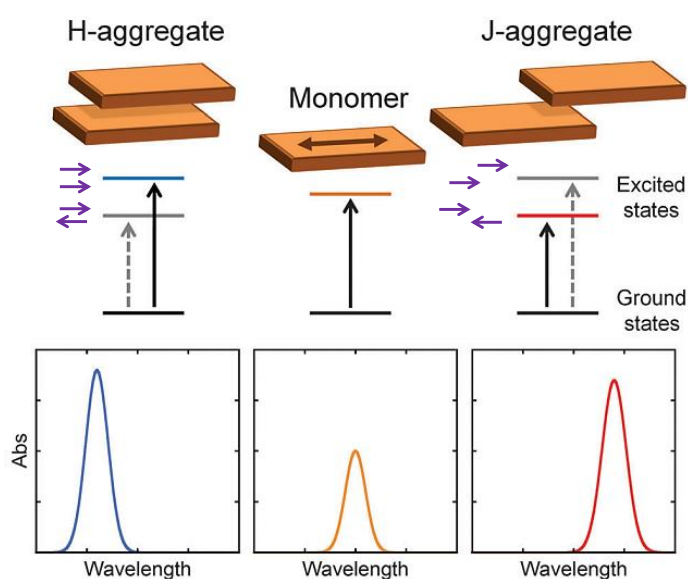 H-aggregate
Monomer
J-aggregate
Excited
states
Ground
states
Abs
Wavelength
Wavelength
Wavelength